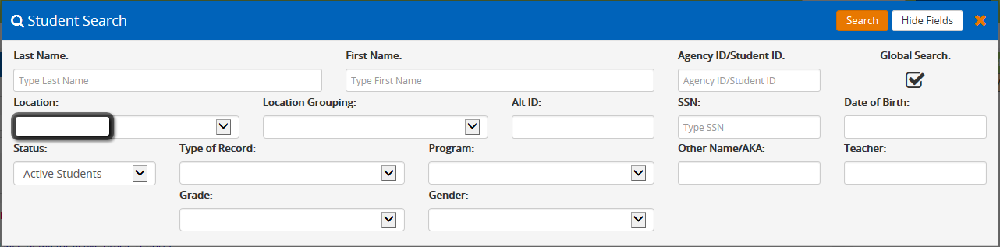 Student Search Search Hide Fields
Last Name: First Name: Agency ID/Student ID: Global Search:
Type Last Name Type First Name Agency ID/Student ID
Location: Location Grouping: Alt ID: SSN: Date of Birth:
Type SSN
Status: Type of Record: Program: Other Name/AKA: Teacher:
Active Students
Grade: Gender: